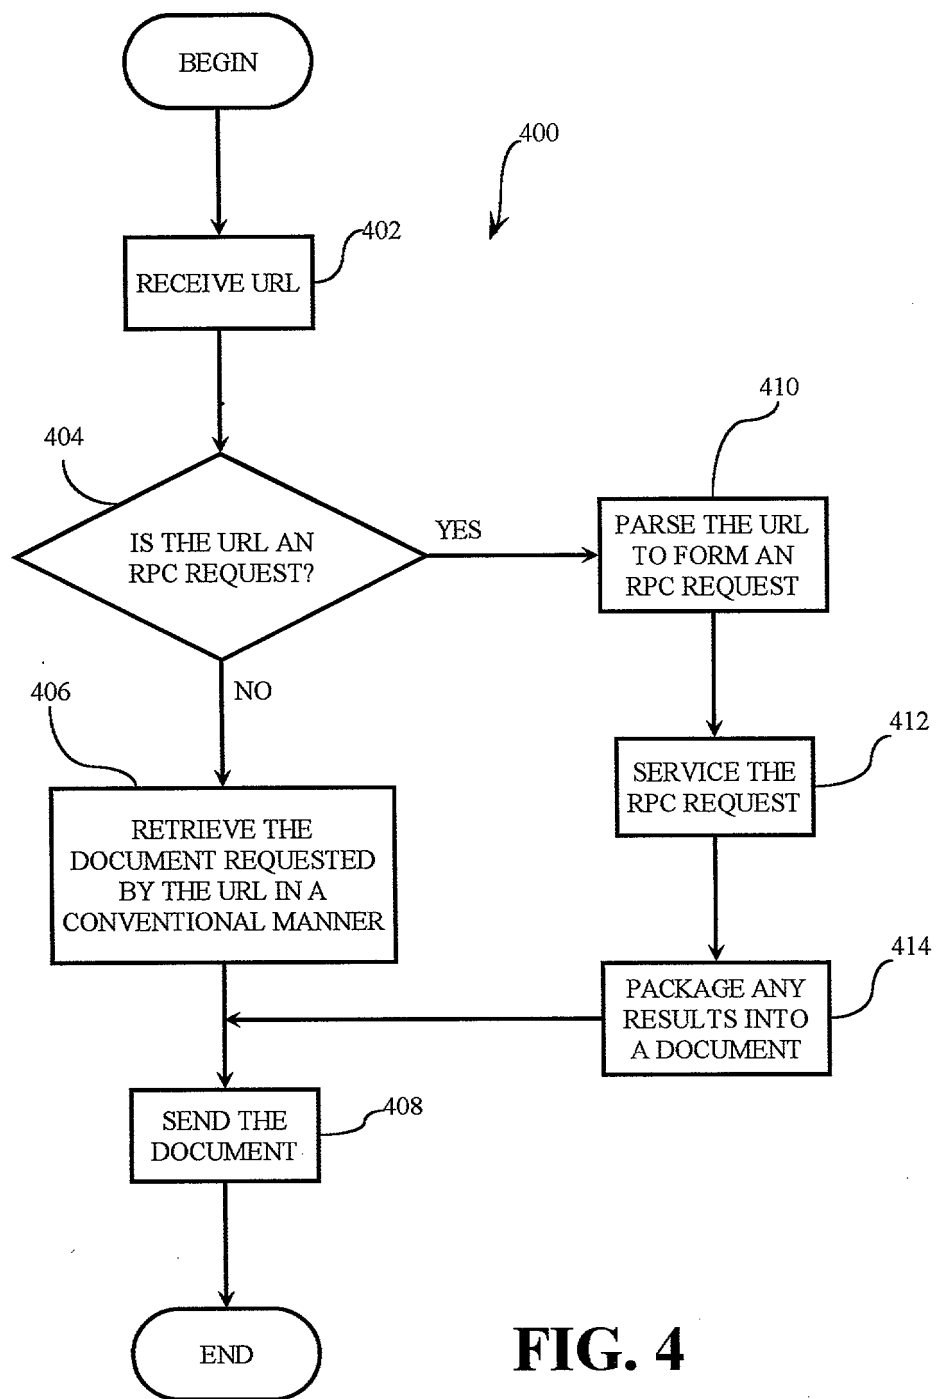 BEGIN
400
402
RECEIVE URL
410
404
IS THE URL AN
RPC REQUEST?
YES
PARSE THE URL
TO FORM AN
RPC REQUEST
NO
406
412
SERVICE THE
RPC REQUEST
RETRIEVE THE
DOCUMENT REQUESTED
BY THE URL IN A
CONVENTIONAL MANNER
414
PACKAGE ANY
RESULTS INTO
A DOCUMENT
408
SEND THE
DOCUMENT
END
FIG. 4